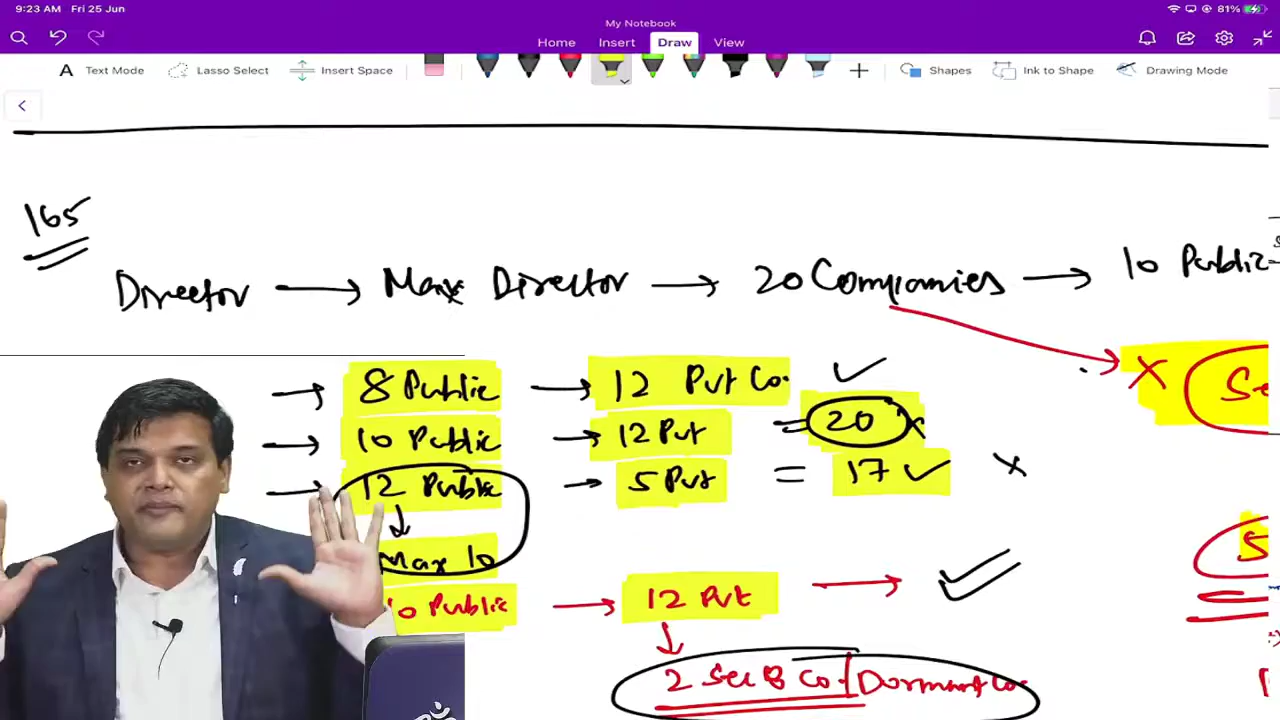 9:23 AM Fri 25 Jun
81%
My Notebook
Home Insert Draw View
Text Mode Lasso Select Insert Space Shapes Ink to Shape Drawing Mode
165
Director → Max Director → 20 Companies → 10 Public
→ 8 Public → 12 Pvt Co. ✓
→ 10 Public → 12 Pvt = 20 x
→ 12 Public → 5 Pvt = 17 ✓ x
↓
Max 10
10 Public → 12 Pvt → ✓
↓
2 Sec 8 Co. / Dormant Co.
x
5